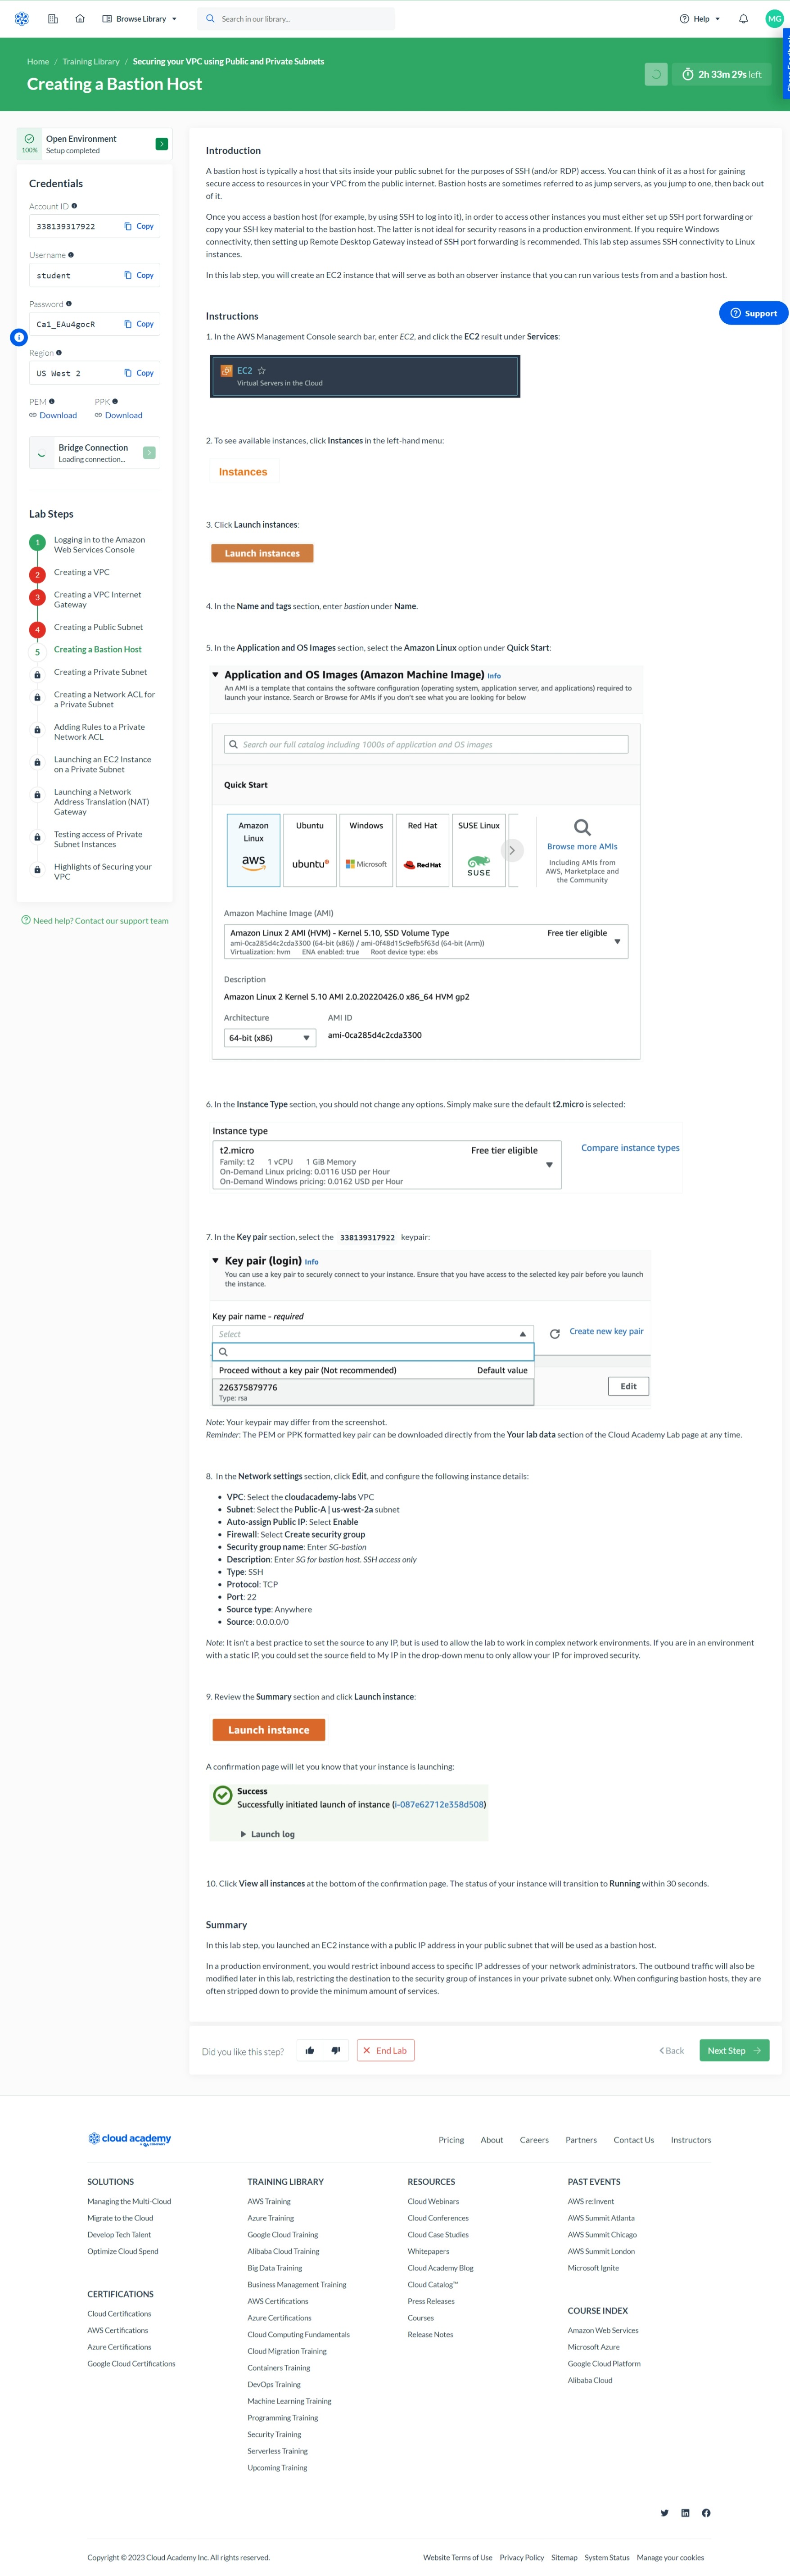 Browse Library
Search in our library...
Help
MG
Home / Training Library / Securing your VPC using Public and Private Subnets
Creating a Bastion Host
2h 33m 29s left
Open Environment
Setup completed
100%
Credentials
Account ID
338139317922
Copy
Username
student
Copy
Password
Ca1_EAu4gocR
Copy
Region
US West 2
Copy
PEM
PPK
Download
Download
Bridge Connection
Loading connection...
Lab Steps
1
Logging in to the Amazon
Web Services Console
2
Creating a VPC
3
Creating a VPC Internet
Gateway
4
Creating a Public Subnet
5
Creating a Bastion Host
Creating a Private Subnet
Creating a Network ACL for
a Private Subnet
Adding Rules to a Private
Network ACL
Launching an EC2 Instance
on a Private Subnet
Launching a Network
Address Translation (NAT)
Gateway
Testing access of Private
Subnet Instances
Highlights of Securing your
VPC
Need help? Contact our support team
Introduction
A bastion host is typically a host that sits inside your public subnet for the purposes of SSH (and/or RDP) access. You can think of it as a host for gaining
secure access to resources in your VPC from the public internet. Bastion hosts are sometimes referred to as jump servers, as you jump to one, then back out
of it.
Once you access a bastion host (for example, by using SSH to log into it), in order to access other instances you must either set up SSH port forwarding or
copy your SSH key material to the bastion host. The latter is not ideal for security reasons in a production environment. If you require Windows
connectivity, then setting up Remote Desktop Gateway instead of SSH port forwarding is recommended. This lab step assumes SSH connectivity to Linux
instances.
In this lab step, you will create an EC2 instance that will serve as both an observer instance that you can run various tests from and a bastion host.
Support
Instructions
1. In the AWS Management Console search bar, enter EC2, and click the EC2 result under Services:
EC2
Virtual Servers in the Cloud
2. To see available instances, click Instances in the left-hand menu:
Instances
3. Click Launch instances:
Launch instances
4. In the Name and tags section, enter bastion under Name.
5. In the Application and OS Images section, select the Amazon Linux option under Quick Start:
Application and OS Images (Amazon Machine Image) Info
An AMI is a template that contains the software configuration (operating system, application server, and applications) required to
launch your instance. Search or Browse for AMIs if you don't see what you are looking for below
Search our full catalog including 1000s of application and OS images
Quick Start
Amazon
Linux
aws
Ubuntu
ubuntu
Windows
Microsoft
Red Hat
Red Hat
SUSE Linux
SUSE
Browse more AMIs
Including AMIs from
AWS, Marketplace and
the Community
Amazon Machine Image (AMI)
Amazon Linux 2 AMI (HVM) - Kernel 5.10, SSD Volume Type
Free tier eligible
ami-0ca285d4c2cda3300 (64-bit (x86)) / ami-0f48d15c9efb5f63d (64-bit (Arm))
Virtualization: hvm ENA enabled: true Root device type: ebs
Description
Amazon Linux 2 Kernel 5.10 AMI 2.0.20220426.0 x86_64 HVM gp2
Architecture
AMI ID
64-bit (x86)
ami-0ca285d4c2cda3300
6. In the Instance Type section, you should not change any options. Simply make sure the default t2.micro is selected:
Instance type
t2.micro
Free tier eligible
Family: t2 1 vCPU 1 GiB Memory
On-Demand Linux pricing: 0.0116 USD per Hour
On-Demand Windows pricing: 0.0162 USD per Hour
Compare instance types
7. In the Key pair section, select the 338139317922 keypair:
Key pair (login) Info
You can use a key pair to securely connect to your instance. Ensure that you have access to the selected key pair before you launch
the instance.
Key pair name - required
Select
Create new key pair
Proceed without a key pair (Not recommended)
Default value
226375879776
Type: rsa
Edit
Note: Your keypair may differ from the screenshot.
Reminder: The PEM or PPK formatted key pair can be downloaded directly from the Your lab data section of the Cloud Academy Lab page at any time.
8. In the Network settings section, click Edit, and configure the following instance details:
• VPC: Select the cloudacademy-labs VPC
• Subnet: Select the Public-A | us-west-2a subnet
• Auto-assign Public IP: Select Enable
• Firewall: Select Create security group
• Security group name: Enter SG-bastion
• Description: Enter SG for bastion host. SSH access only
• Type: SSH
• Protocol: TCP
• Port: 22
• Source type: Anywhere
• Source: 0.0.0.0/0
Note: It isn't a best practice to set the source to any IP, but is used to allow the lab to work in complex network environments. If you are in an environment
with a static IP, you could set the source field to My IP in the drop-down menu to only allow your IP for improved security.
9. Review the Summary section and click Launch instance:
Launch instance
A confirmation page will let you know that your instance is launching:
Success
Successfully initiated launch of instance (i-087e62712e358d508)
Launch log
10. Click View all instances at the bottom of the confirmation page. The status of your instance will transition to Running within 30 seconds.
Summary
In this lab step, you launched an EC2 instance with a public IP address in your public subnet that will be used as a bastion host.
In a production environment, you would restrict inbound access to specific IP addresses of your network administrators. The outbound traffic will also be
modified later in this lab, restricting the destination to the security group of instances in your private subnet only. When configuring bastion hosts, they are
often stripped down to provide the minimum amount of services.
Did you like this step?
End Lab
Back
Next Step
cloud academy
Pricing
About
Careers
Partners
Contact Us
Instructors
SOLUTIONS
Managing the Multi-Cloud
Migrate to the Cloud
Develop Tech Talent
Optimize Cloud Spend
CERTIFICATIONS
Cloud Certifications
AWS Certifications
Azure Certifications
Google Cloud Certifications
TRAINING LIBRARY
AWS Training
Azure Training
Google Cloud Training
Alibaba Cloud Training
Big Data Training
Business Management Training
AWS Certifications
Azure Certifications
Cloud Computing Fundamentals
Cloud Migration Training
Containers Training
DevOps Training
Machine Learning Training
Programming Training
Security Training
Serverless Training
Upcoming Training
RESOURCES
Cloud Webinars
Cloud Conferences
Cloud Case Studies
Whitepapers
Cloud Academy Blog
Cloud Catalog™
Press Releases
Courses
Release Notes
PAST EVENTS
AWS re:Invent
AWS Summit Atlanta
AWS Summit Chicago
AWS Summit London
Microsoft Ignite
COURSE INDEX
Amazon Web Services
Microsoft Azure
Google Cloud Platform
Alibaba Cloud
Copyright © 2023 Cloud Academy Inc. All rights reserved.
Website Terms of Use
Privacy Policy
Sitemap
System Status
Manage your cookies